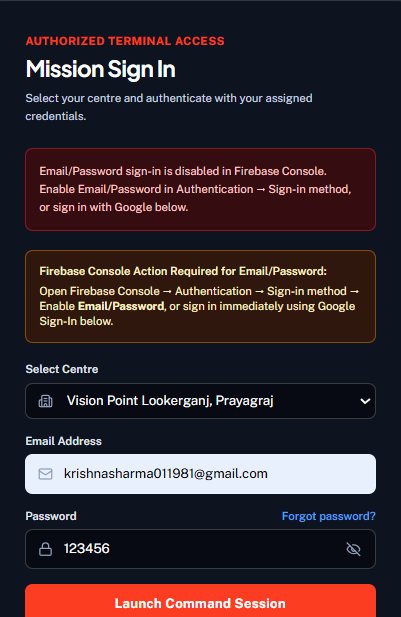 AUTHORIZED TERMINAL ACCESS
Mission Sign In
Select your centre and authenticate with your assigned
credentials.
Email/Password sign-in is disabled in Firebase Console.
Enable Email/Password in Authentication → Sign-in method,
or sign in with Google below.
Firebase Console Action Required for Email/Password:
Open Firebase Console → Authentication → Sign-in method →
Enable Email/Password, or sign in immediately using Google
Sign-In below.
Select Centre
Vision Point Lookerganj, Prayagraj
Email Address
krishnasharma011981@gmail.com
Password Forgot password?
123456
Launch Command Session